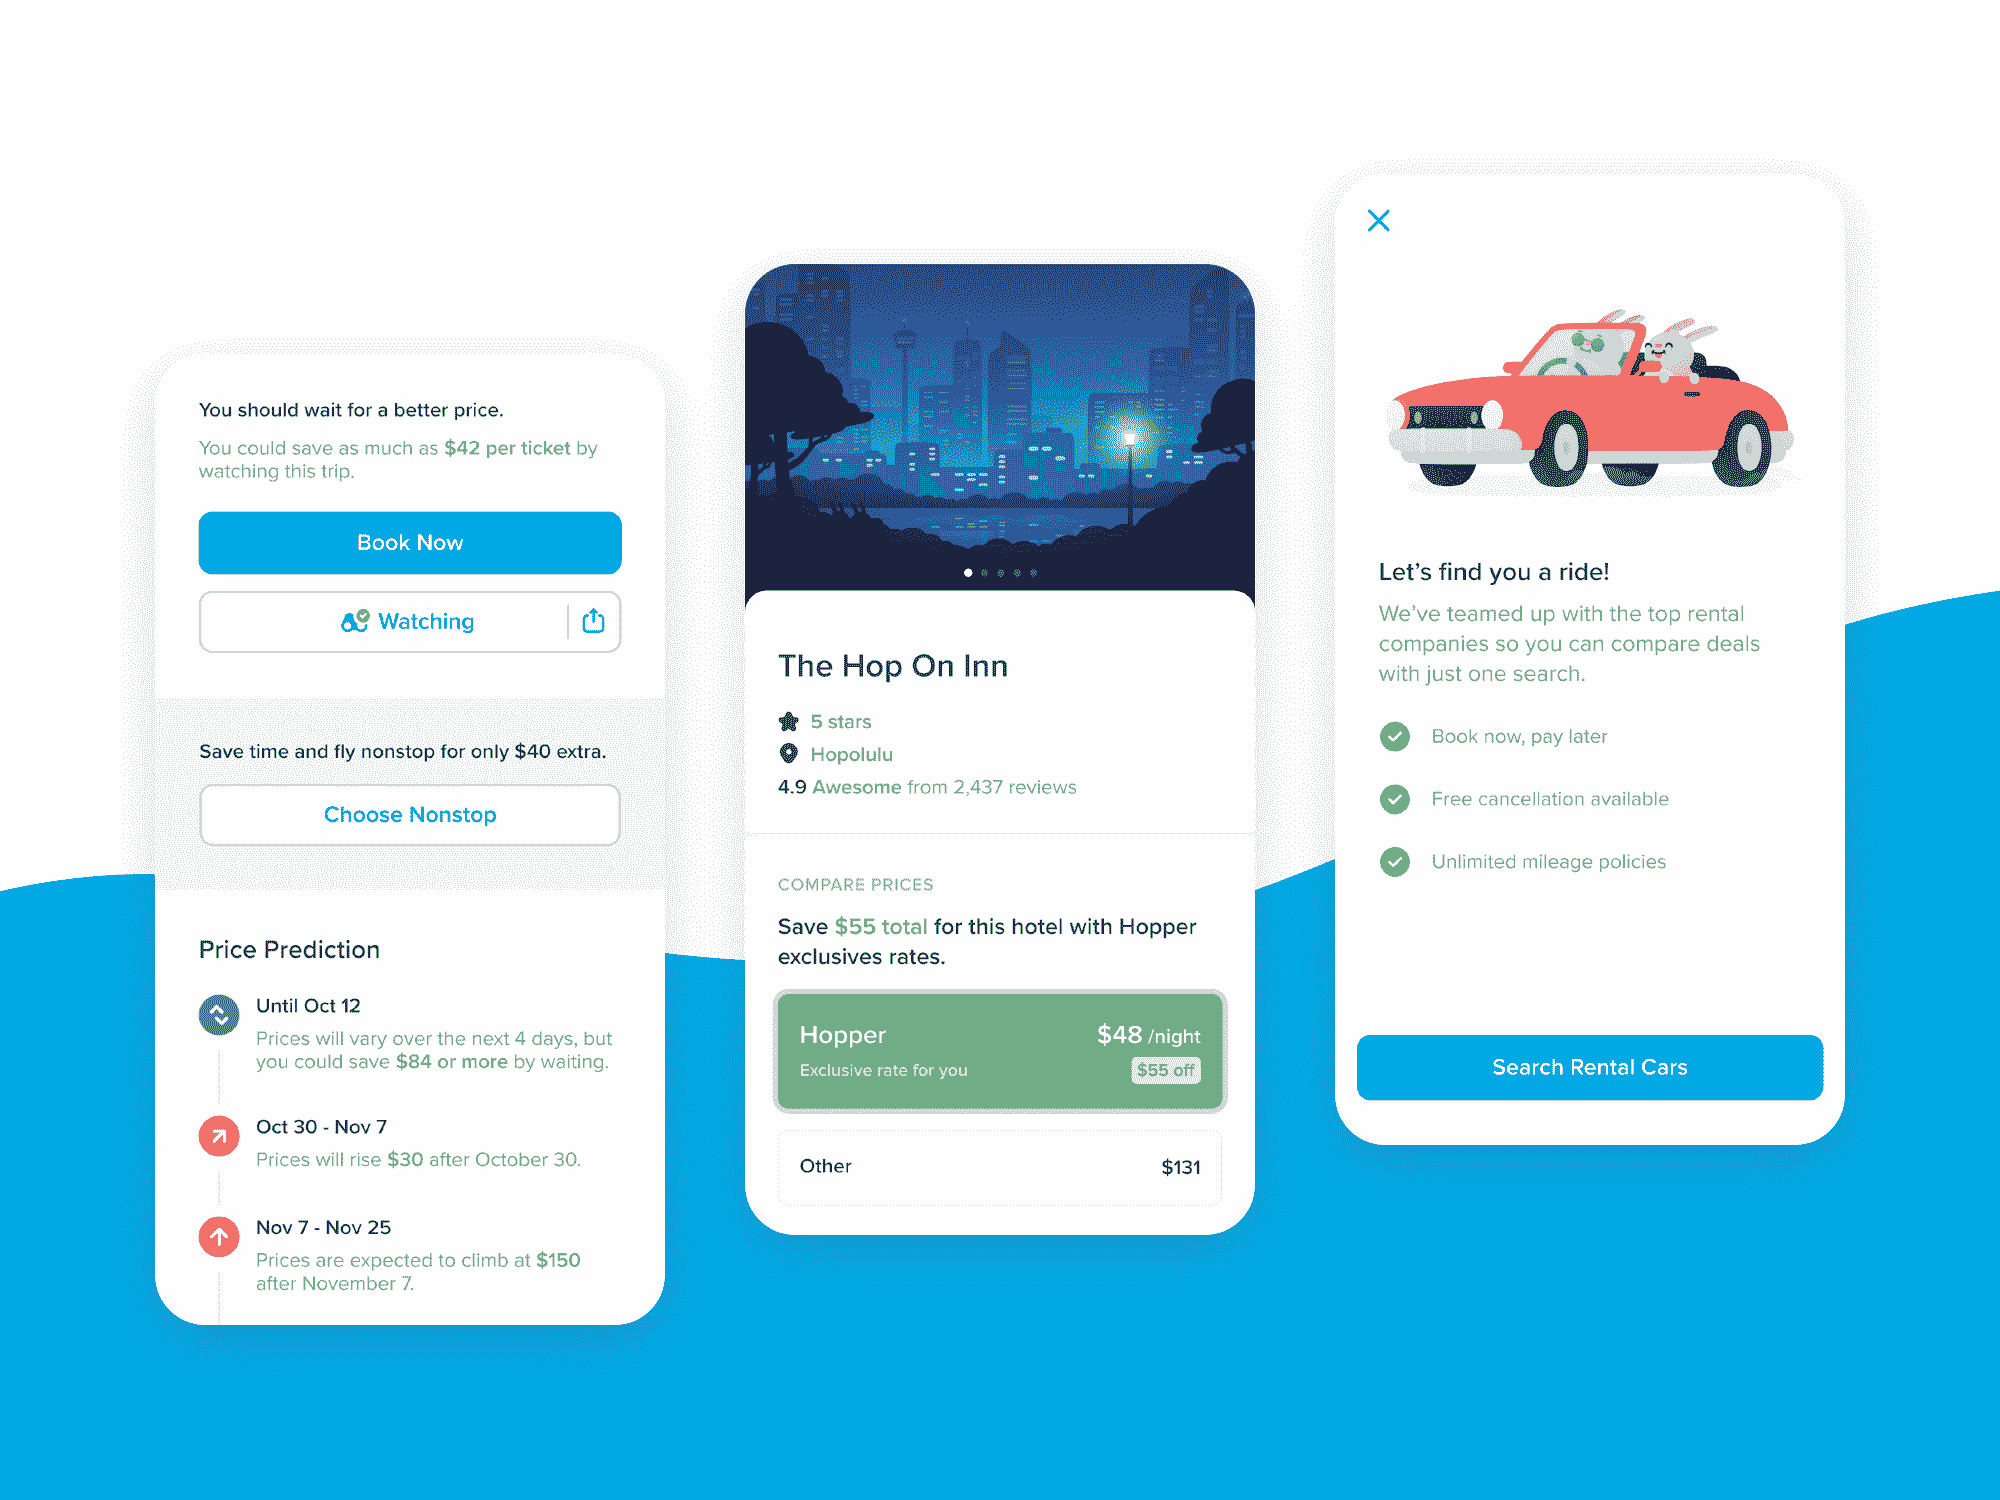 You should wait for a better price.
You could save as much as $42 per ticket by
watching this trip.
Book Now
Watching
Save time and fly nonstop for only $40 extra.
Choose Nonstop
Price Prediction
Until Oct 12
Prices will vary over the next 4 days, but
you could save $84 or more by waiting.
Oct 30 - Nov 7
Prices will rise $30 after October 30.
Nov 7 - Nov 25
Prices are expected to climb at $150
after November 7.
The Hop On Inn
5 stars
Hopolulu
4.9 Awesome from 2,437 reviews
COMPARE PRICES
Save $55 total for this hotel with Hopper
exclusives rates.
Hopper $48 /night
Exclusive rate for you $55 off
Other $131
Let's find you a ride!
We've teamed up with the top rental
companies so you can compare deals
with just one search.
Book now, pay later
Free cancellation available
Unlimited mileage policies
Search Rental Cars